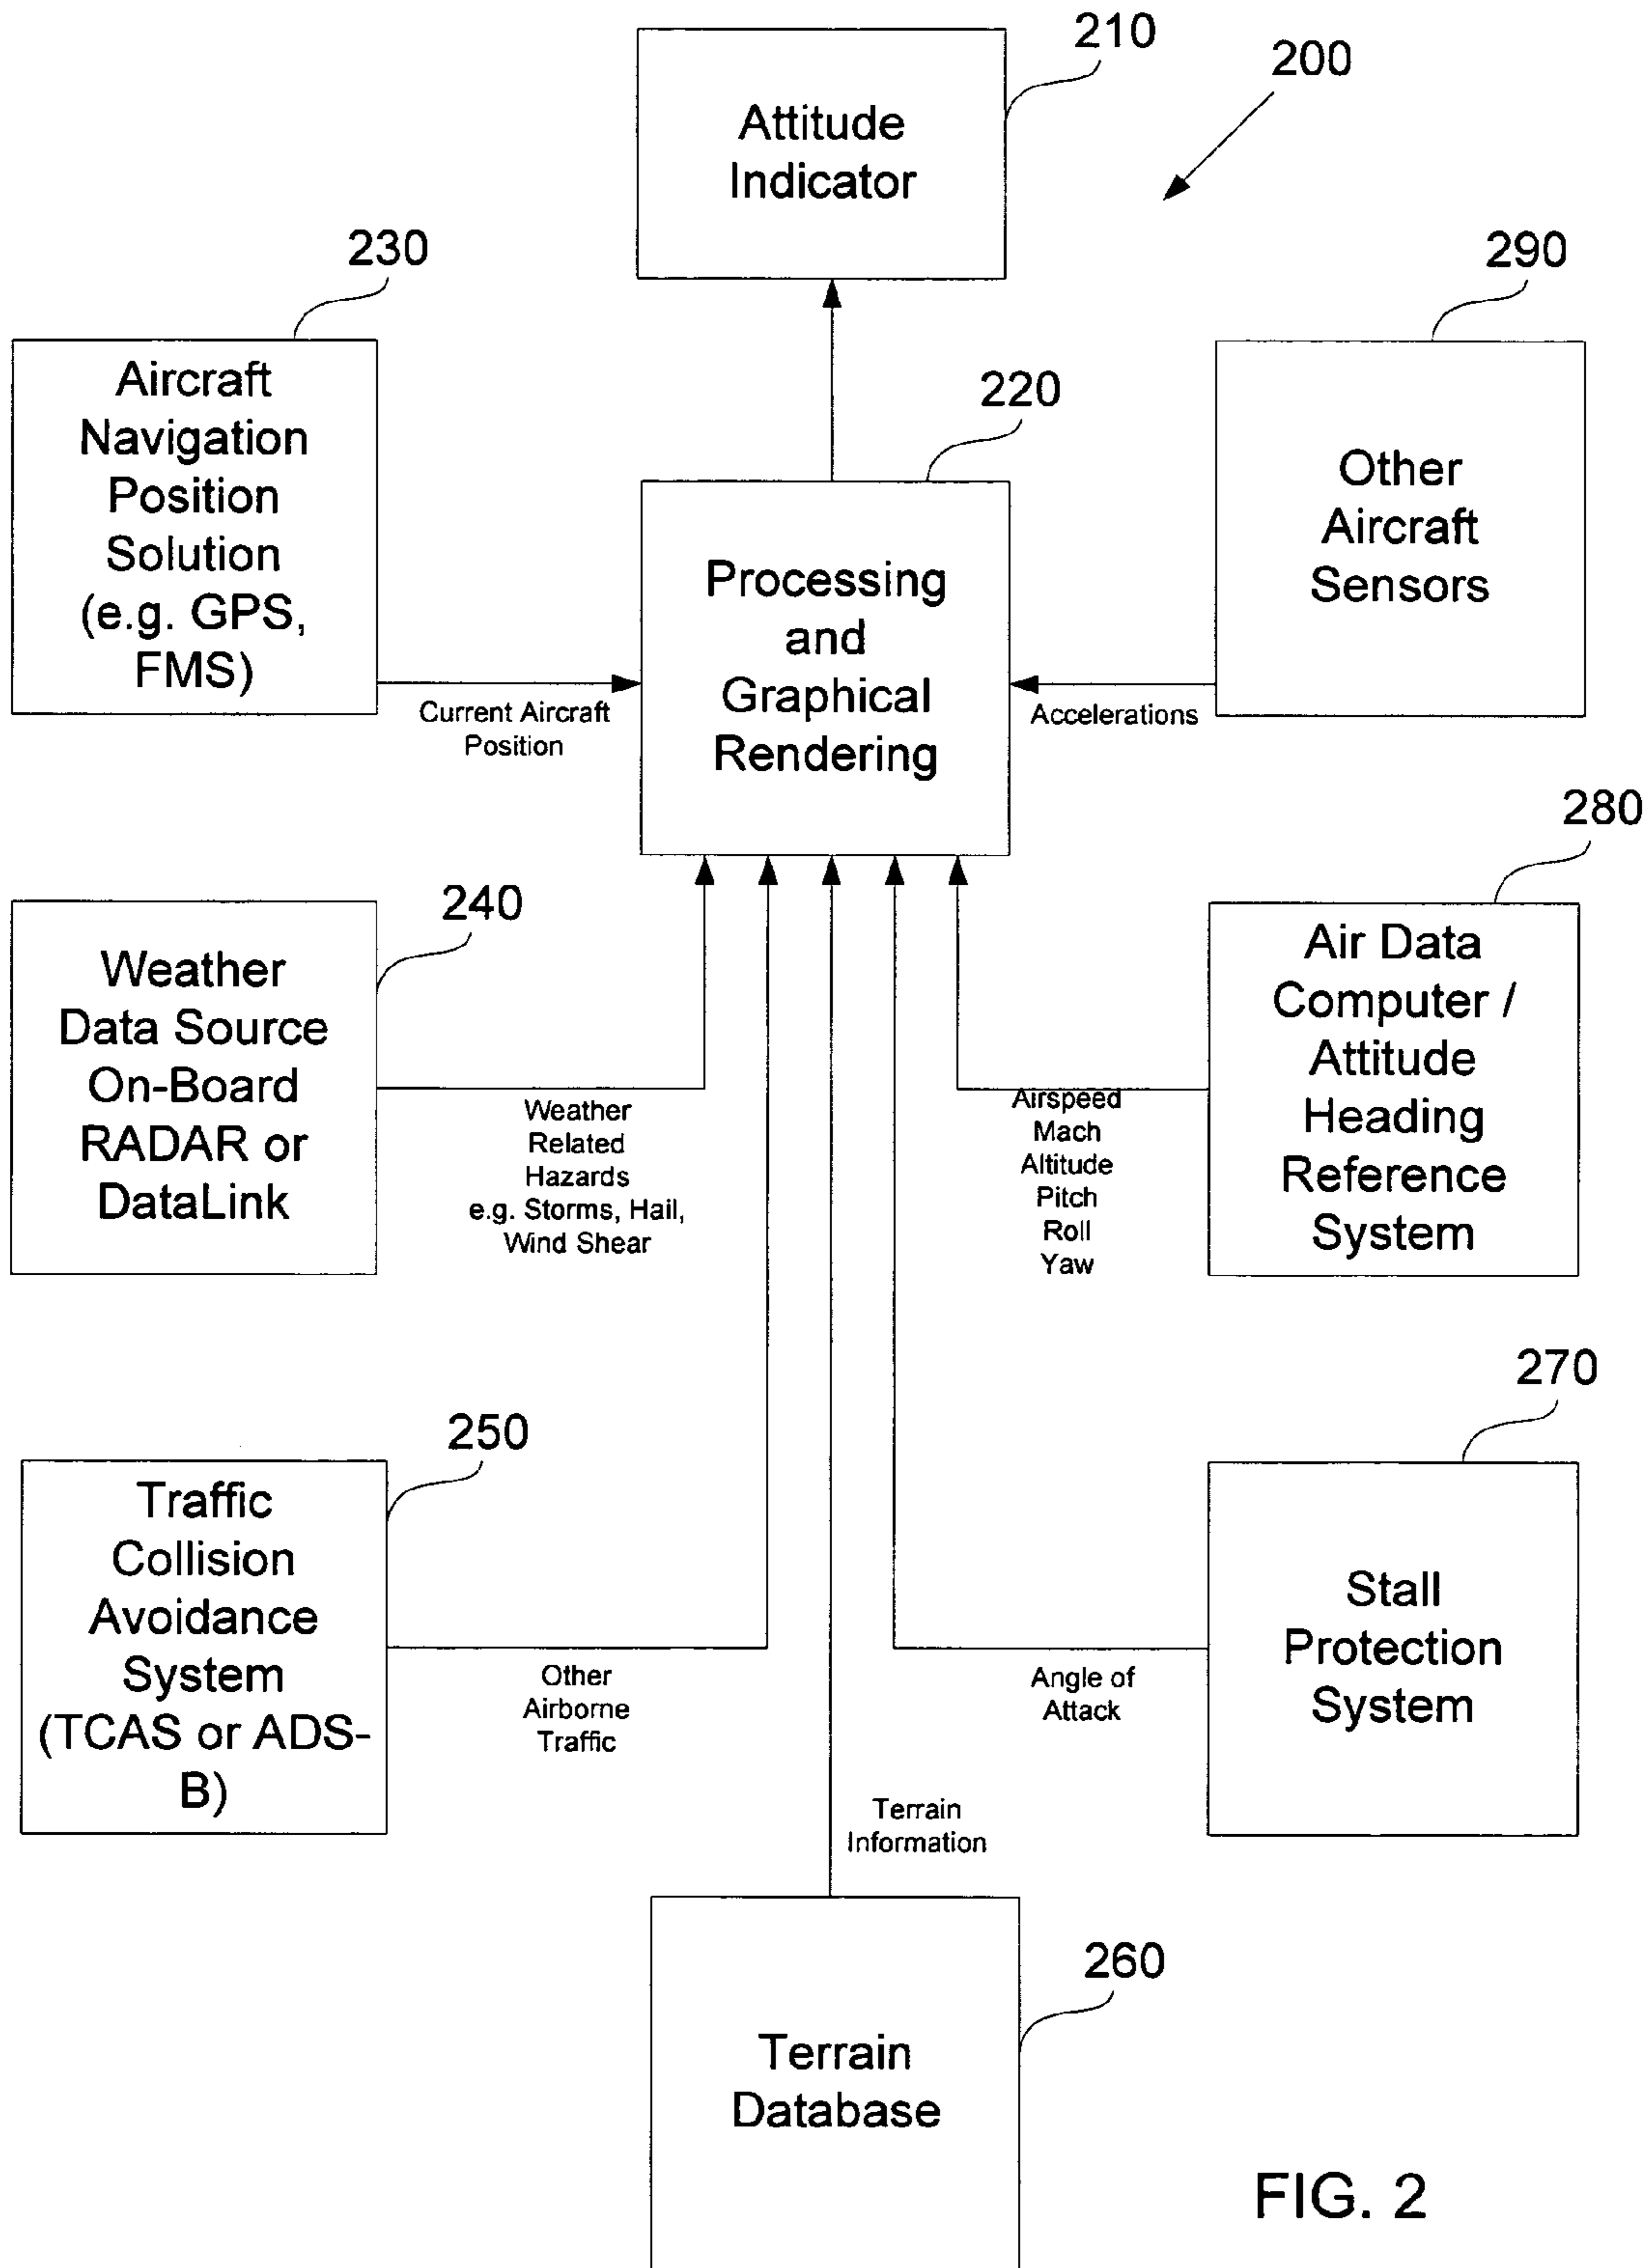 210
200
Attitude
Indicator
230
290
Aircraft
Navigation
Position
Solution
(e.g. GPS,
FMS)
220
Other
Aircraft
Sensors
Processing
and
Graphical
Rendering
Current Aircraft
Position
Accelerations
280
240
Weather
Data Source
On-Board
RADAR or
DataLink
Air Data
Computer /
Attitude
Heading
Reference
System
Weather
Related
Hazards
e.g. Storms, Hail,
Wind Shear
Airspeed
Mach
Altitude
Pitch
Roll
Yaw
270
250
Traffic
Collision
Avoidance
System
(TCAS or ADS-
B)
Stall
Protection
System
Other
Airborne
Traffic
Angle of
Attack
Terrain
Information
260
Terrain
Database
FIG. 2